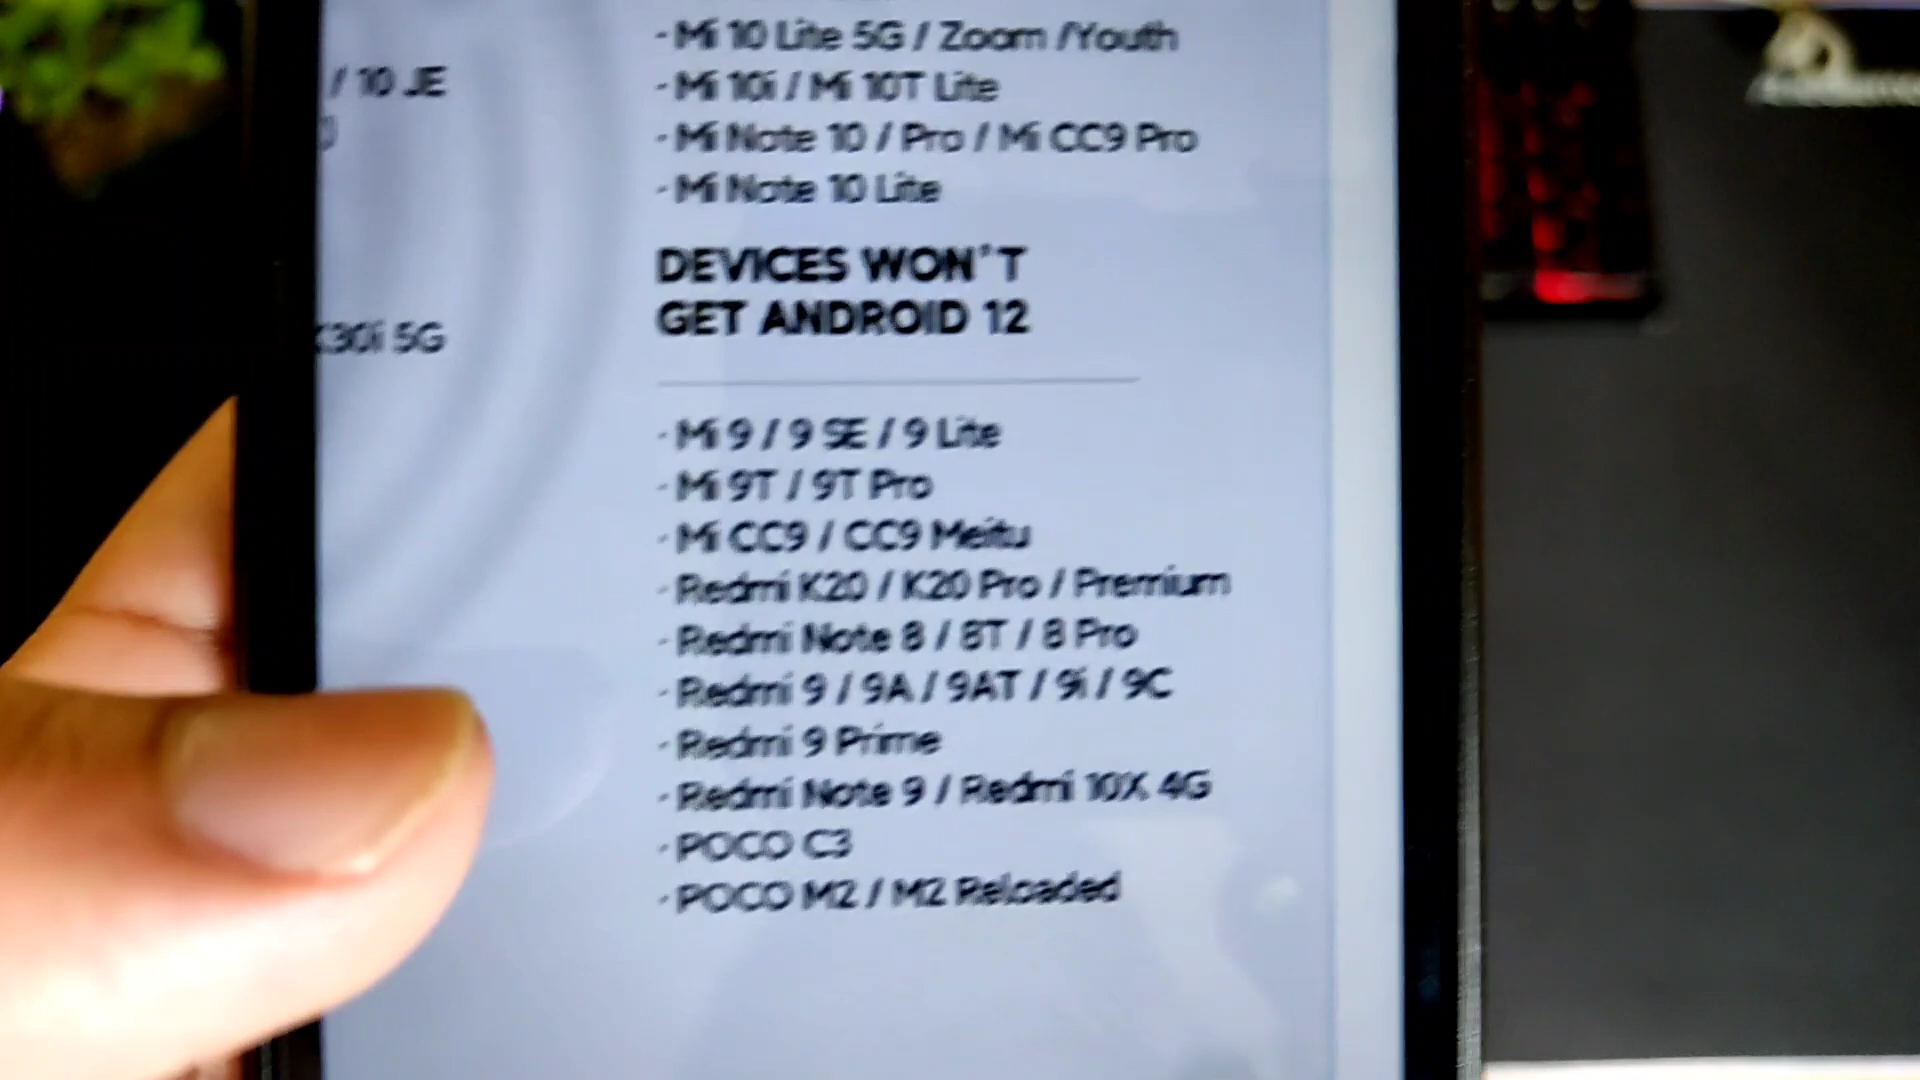 / 10 JE
30i 5G
- Mi 10 Lite 5G / Zoom /Youth
- Mi 10i / Mi 10T Lite
- Mi Note 10 / Pro / Mi CC9 Pro
- Mi Note 10 Lite
DEVICES WON'T
GET ANDROID 12
- Mi 9 / 9 SE / 9 Lite
- Mi 9T / 9T Pro
- Mi CC9 / CC9 Meitu
- Redmi K20 / K20 Pro / Premium
- Redmi Note 8 / 8T / 8 Pro
- Redmi 9 / 9A / 9AT / 9i / 9C
- Redmi 9 Prime
- Redmi Note 9 / Redmi 10X 4G
- POCO C3
- POCO M2 / M2 Reloaded